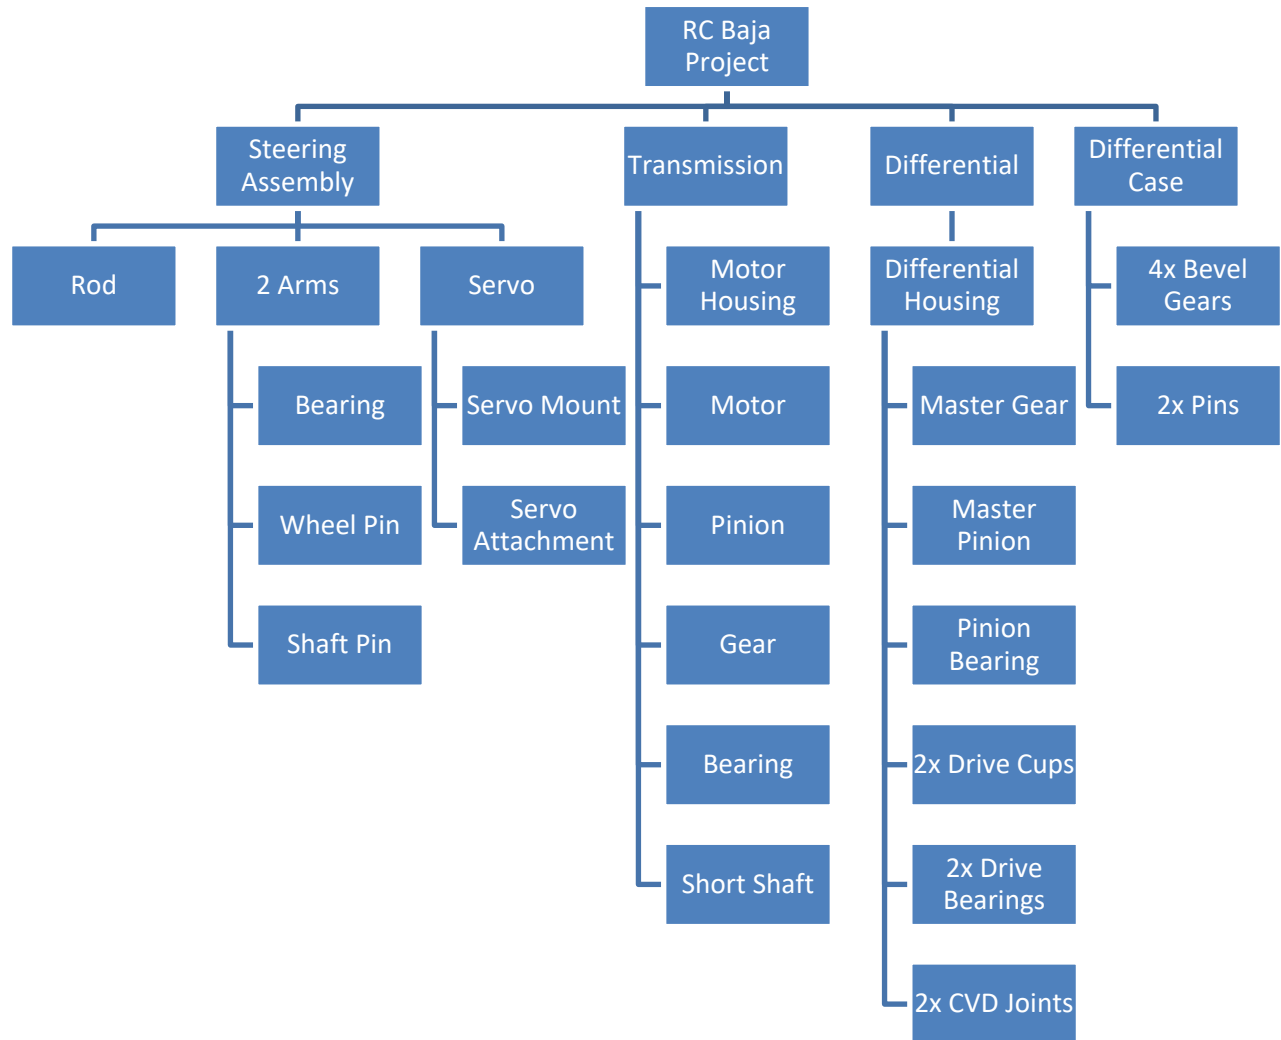 RC Baja
Project
Steering
Assembly
Transmission
Differential
Differential
Case
Rod
2 Arms
Servo
Motor
Housing
Differential
Housing
4x Bevel
Gears
Bearing
Servo Mount
Motor
Master Gear
2x Pins
Wheel Pin
Servo
Attachment
Pinion
Master
Pinion
Shaft Pin
Gear
Pinion
Bearing
Bearing
2x Drive Cups
Short Shaft
2x Drive
Bearings
2x CVD Joints